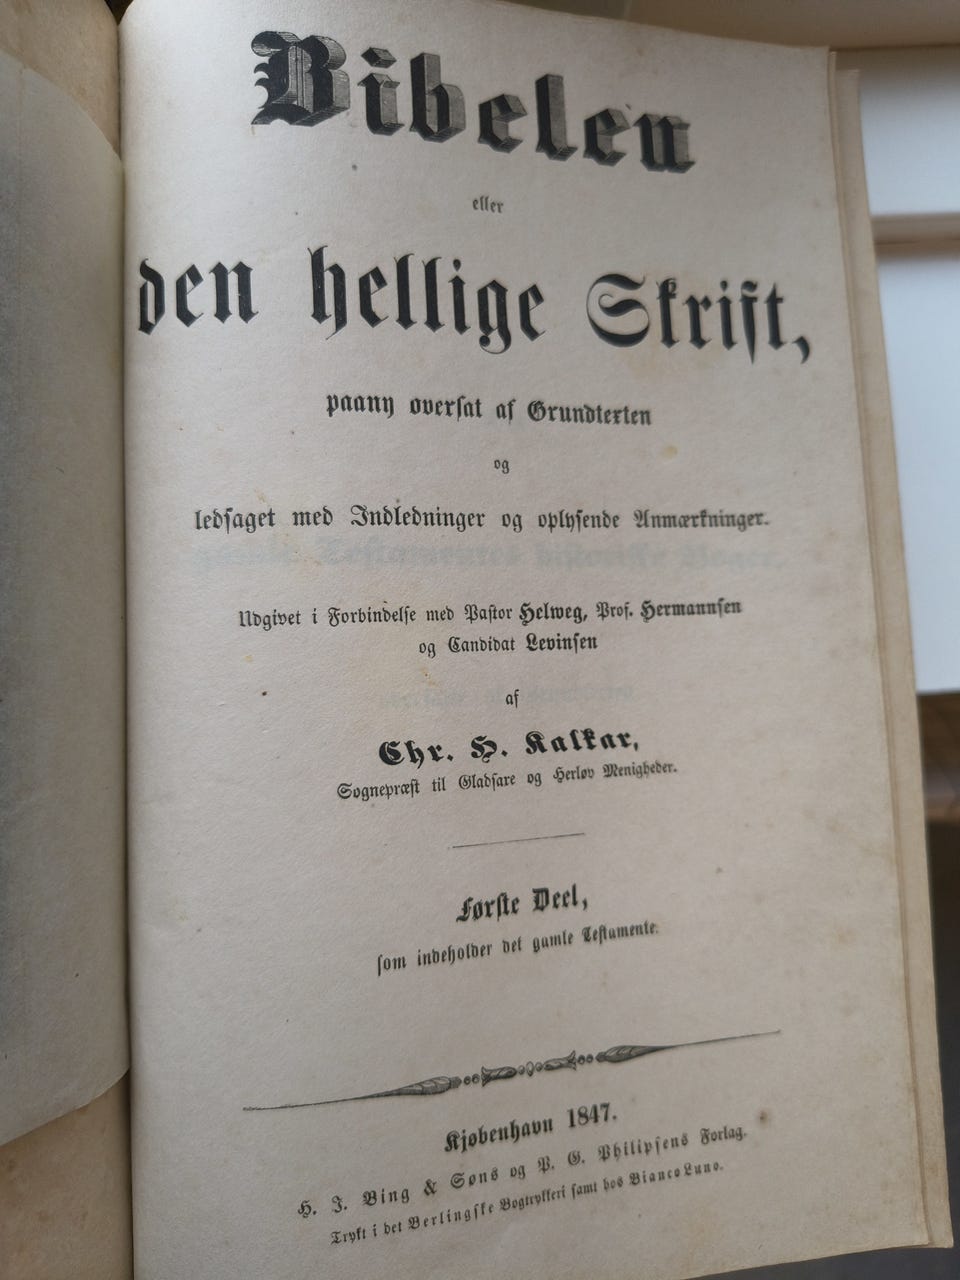 Bibelen
eller
den hellige Skrift,
paany oversat af Grundtexten
og
ledsaget med Indledninger og oplysende Anmærkninger.
Udgivet i Forbindelse med Pastor Helweg, Prof. Hermannsen
og Candidat Levinsen
af
Chr. H. Kalkar,
Sognepræst til Gladsaxe og Herløv Menigheder.
Første Deel,
som indeholder det gamle Testamente.
Kjøbenhavn 1847.
H. J. Bing & Søns og P. G. Philipsens Forlag.
Trykt i det Berlingske Bogtrykkeri samt hos Bianco Luno.